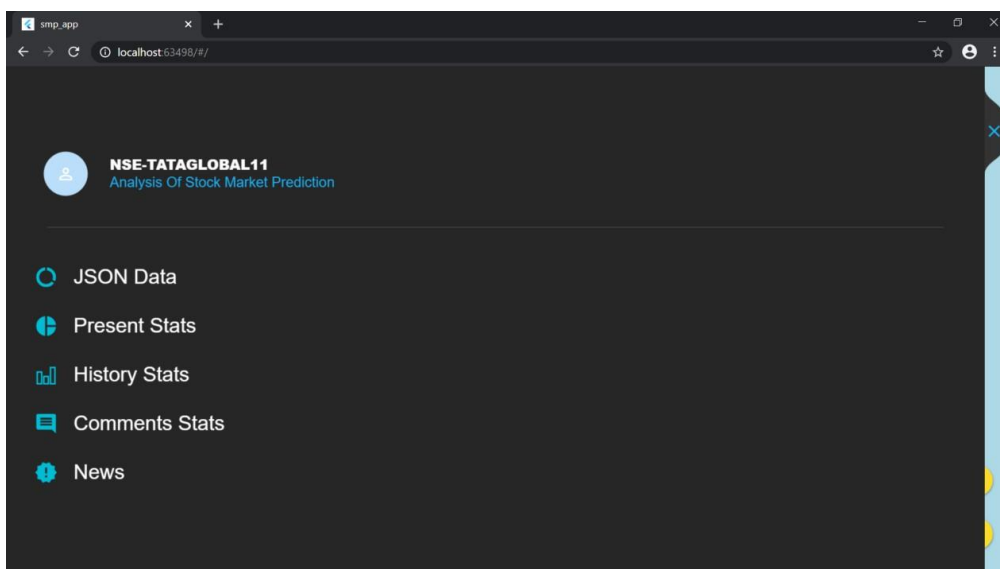 smp_app
localhost:63498/#/
NSE-TATAGLOBAL11
Analysis Of Stock Market Prediction
JSON Data
Present Stats
History Stats
Comments Stats
News